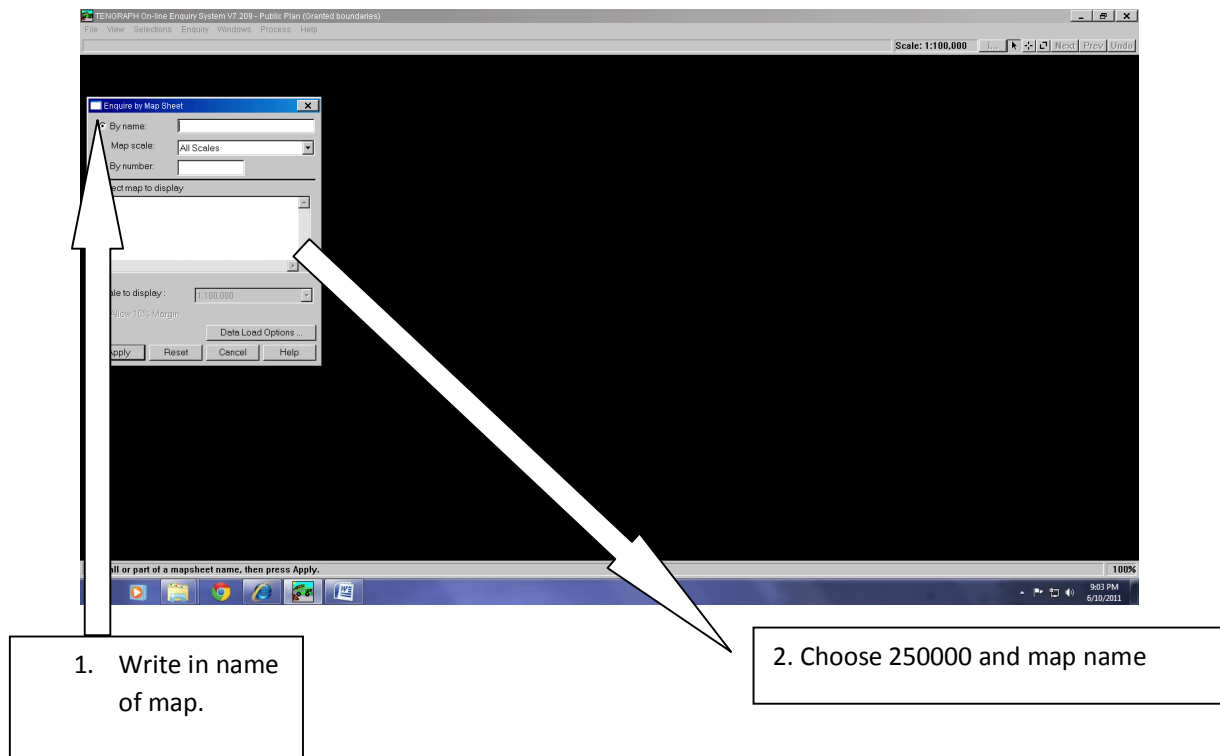 TENGRAPH On-line Enquiry System V7.209 - Public Plan (Granted boundaries)
File View Selections Enquiry Windows Process Help
Scale: 1:100,000 i... Next Prev Undo
Enquire by Map Sheet
By name:
Map scale: All Scales
By number:
ect map to display
ale to display : 1:100,000
Allow 10% Margin
Data Load Options ...
pply Reset Cancel Help
all or part of a mapsheet name, then press Apply. 100%
9:03 PM
6/10/2011
1. Write in name
of map.
2. Choose 250000 and map name